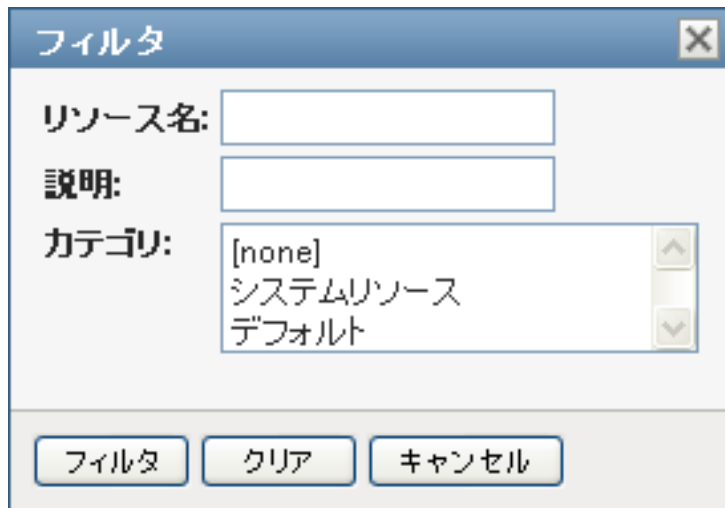 フィルタ
リソース名:
説明:
カテゴリ:
[none]
システムリソース
デフォルト
フィルタ クリア キャンセル